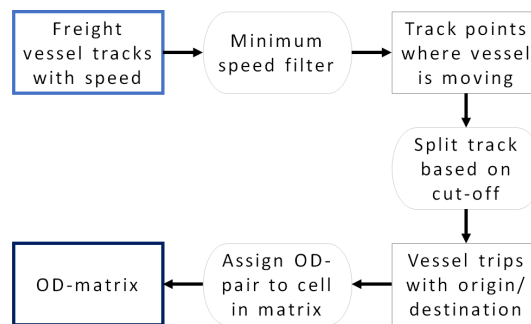 Freight
vessel tracks
with speed
Minimum
speed filter
Track points
where vessel
is moving
Split track
based on
cut-off
Vessel trips
with origin/
destination
Assign OD-
pair to cell
in matrix
OD-matrix